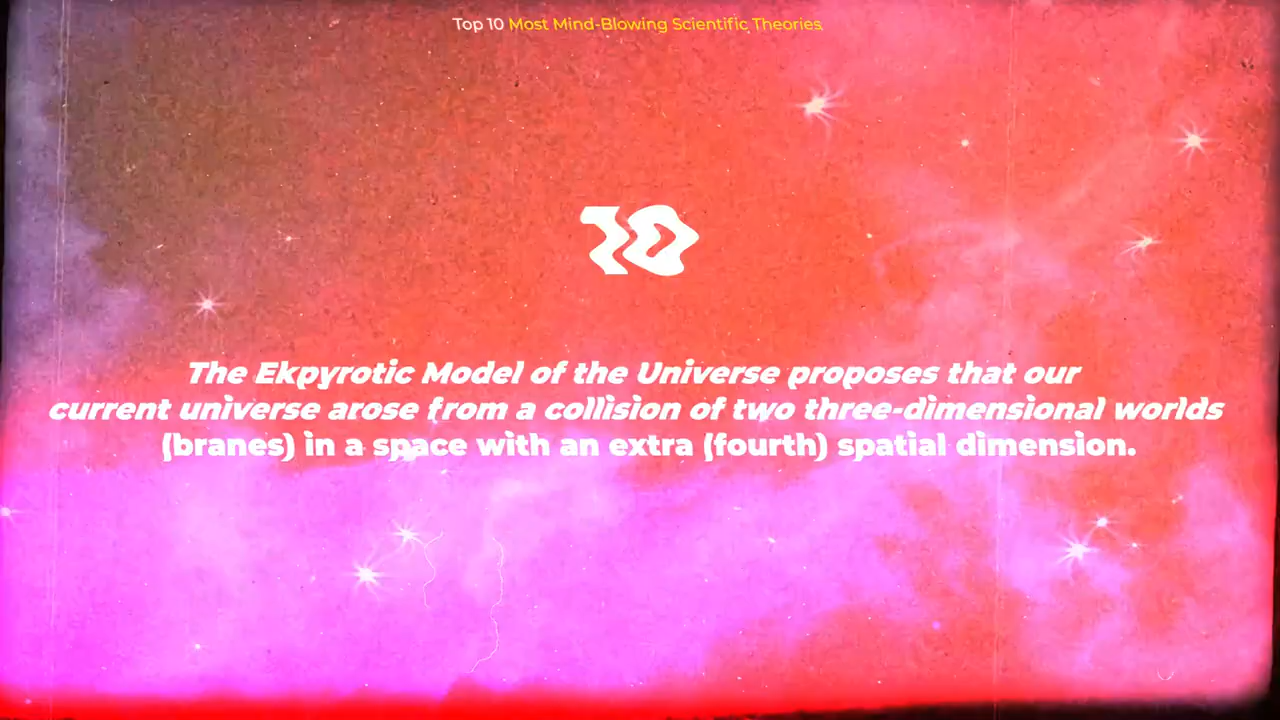 Top 10 Most Mind-Blowing Scientific Theories
10
The Ekpyrotic Model of the Universe proposes that our
current universe arose from a collision of two three-dimensional worlds
(branes) in a space with an extra (fourth) spatial dimension.